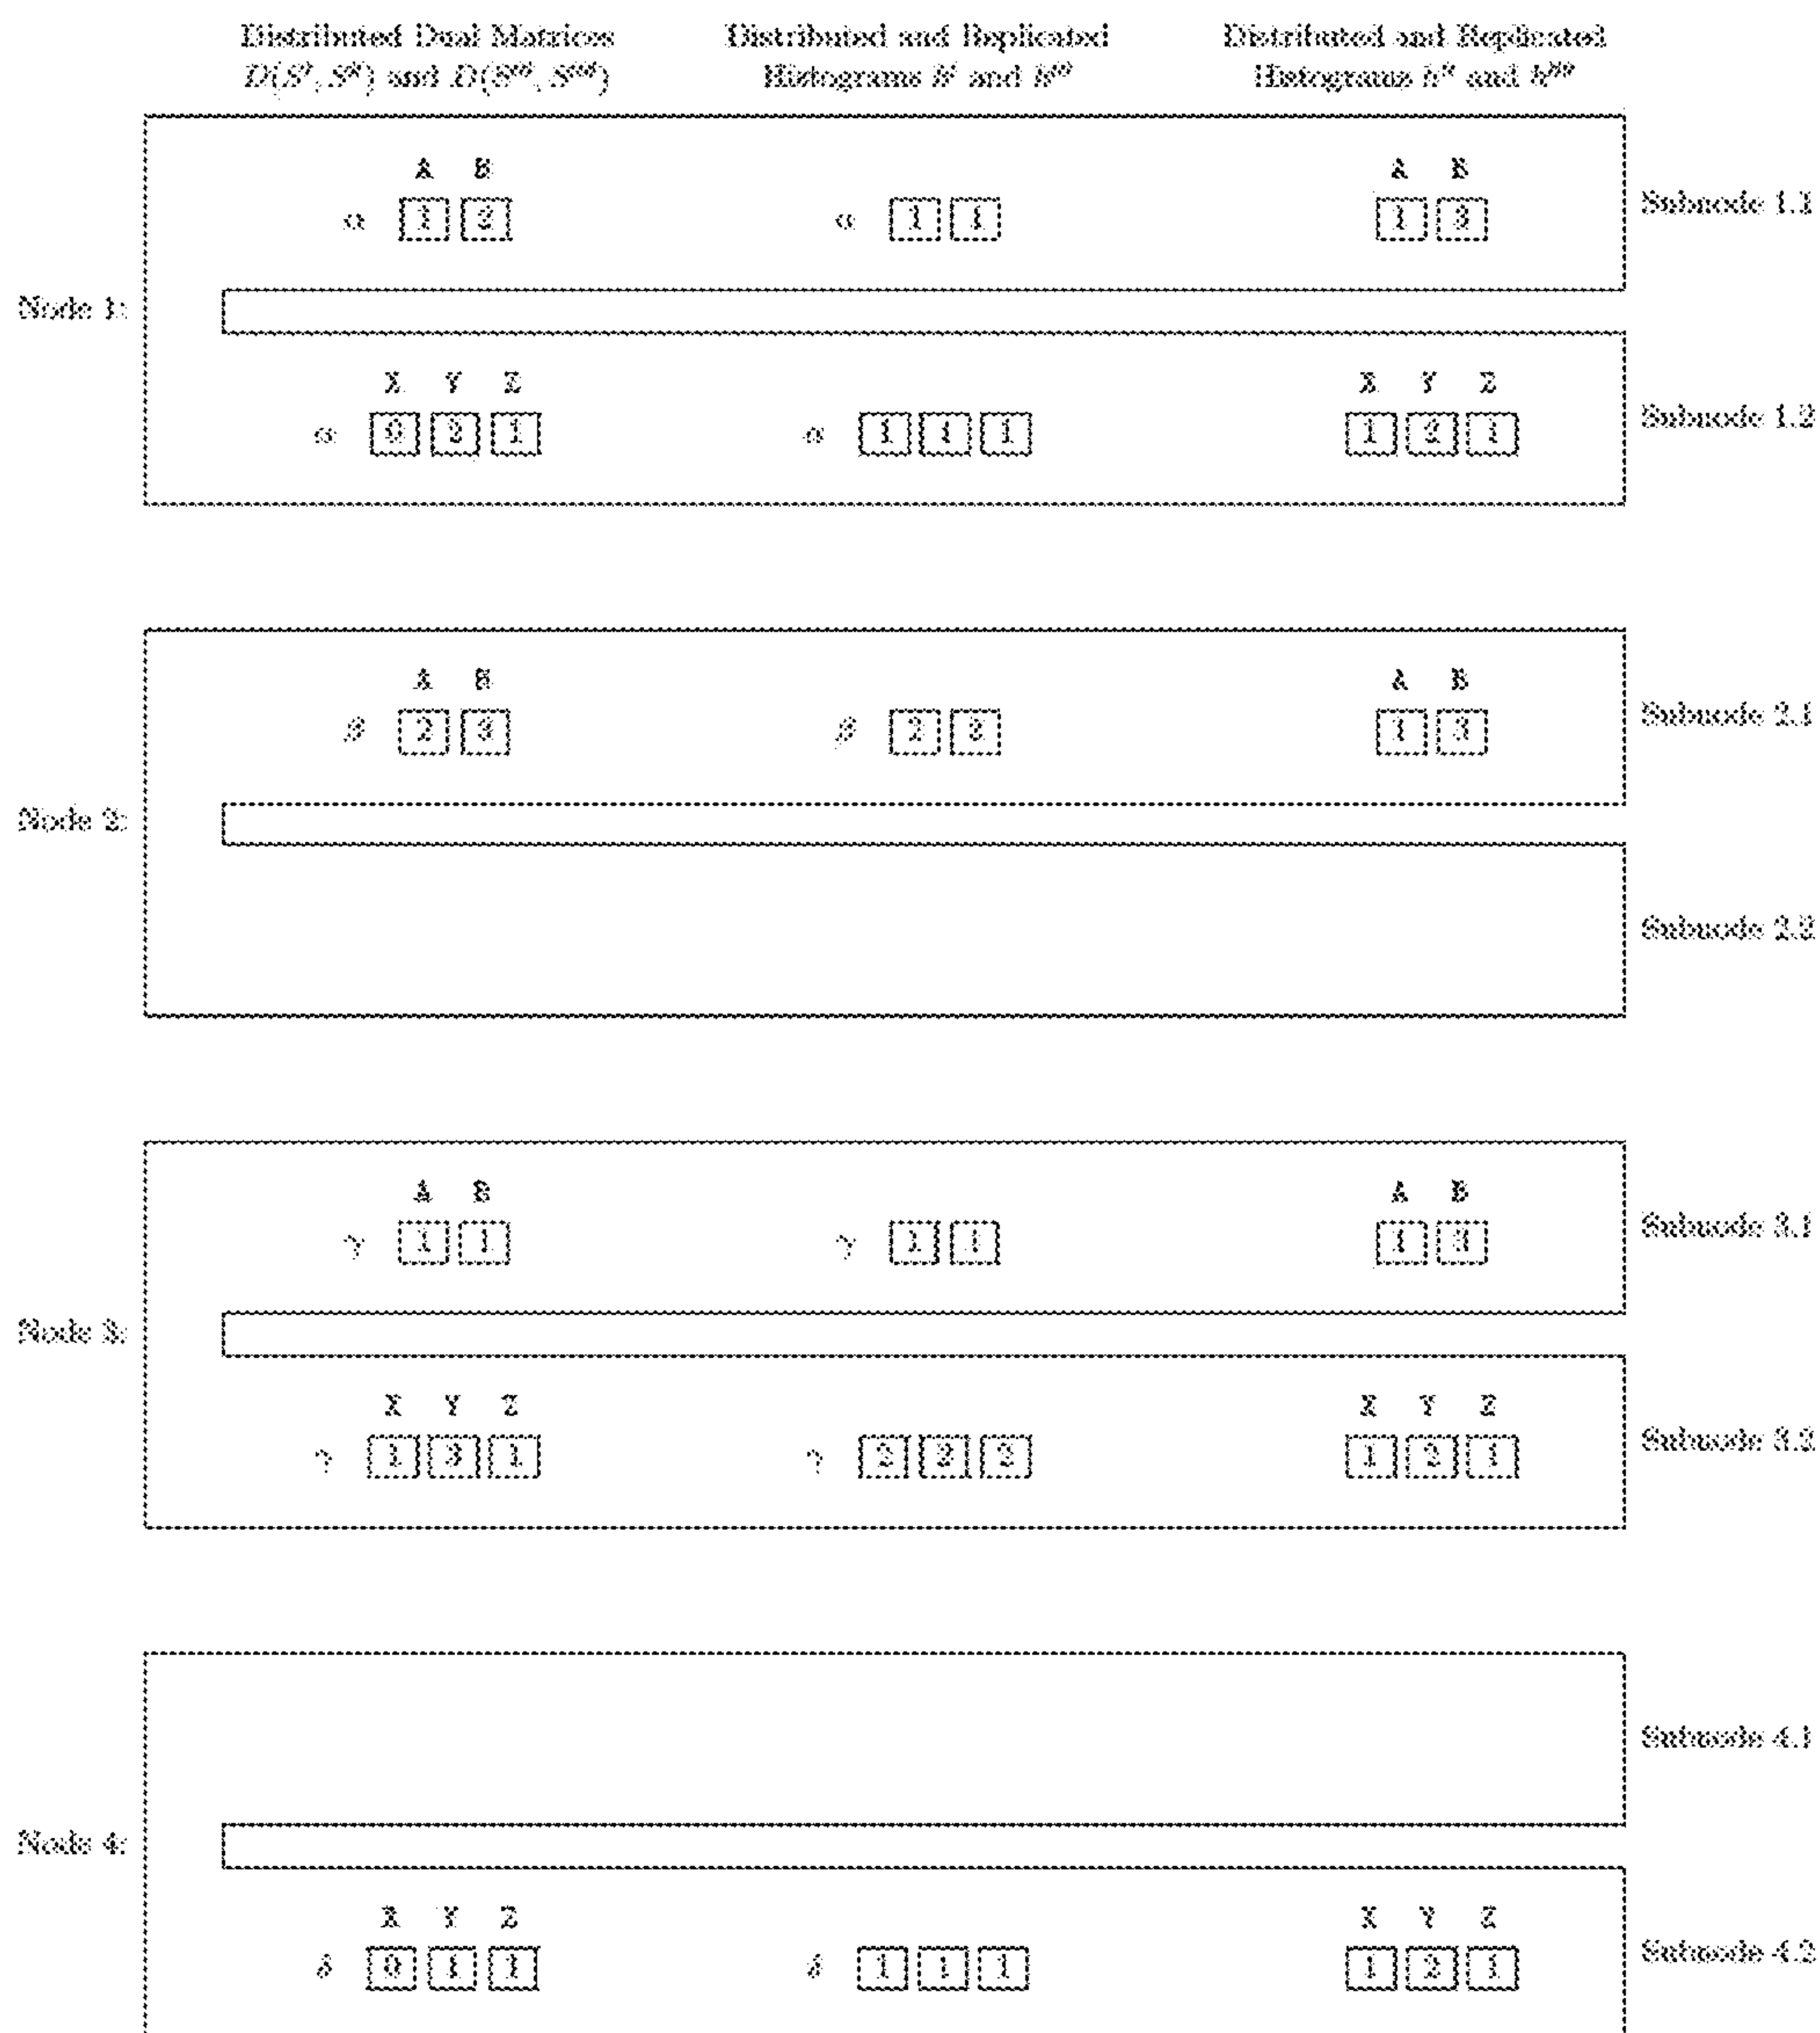 Distributed Dual Matrices
Distributed and Replicated
Distributed and Replicated
and
Histograms and
Histograms and
A B
A B
α 1 2
α 1 1
1 3
Subnode 1.1
Node 1:
X Y Z
X Y Z
α 0 2 1
α 1 1 1
1 2 1
Subnode 1.2
A B
A B
β 2 3
β 2 2
1 3
Subnode 2.1
Node 2:
Subnode 2.2
A B
A B
γ 1 1
γ 1 1
1 3
Subnode 3.1
Node 3:
X Y Z
X Y Z
γ 1 3 1
γ 2 2 2
1 2 1
Subnode 3.2
Subnode 4.1
Node 4:
X Y Z
X Y Z
δ 0 1 1
δ 1 1 1
1 2 1
Subnode 4.2